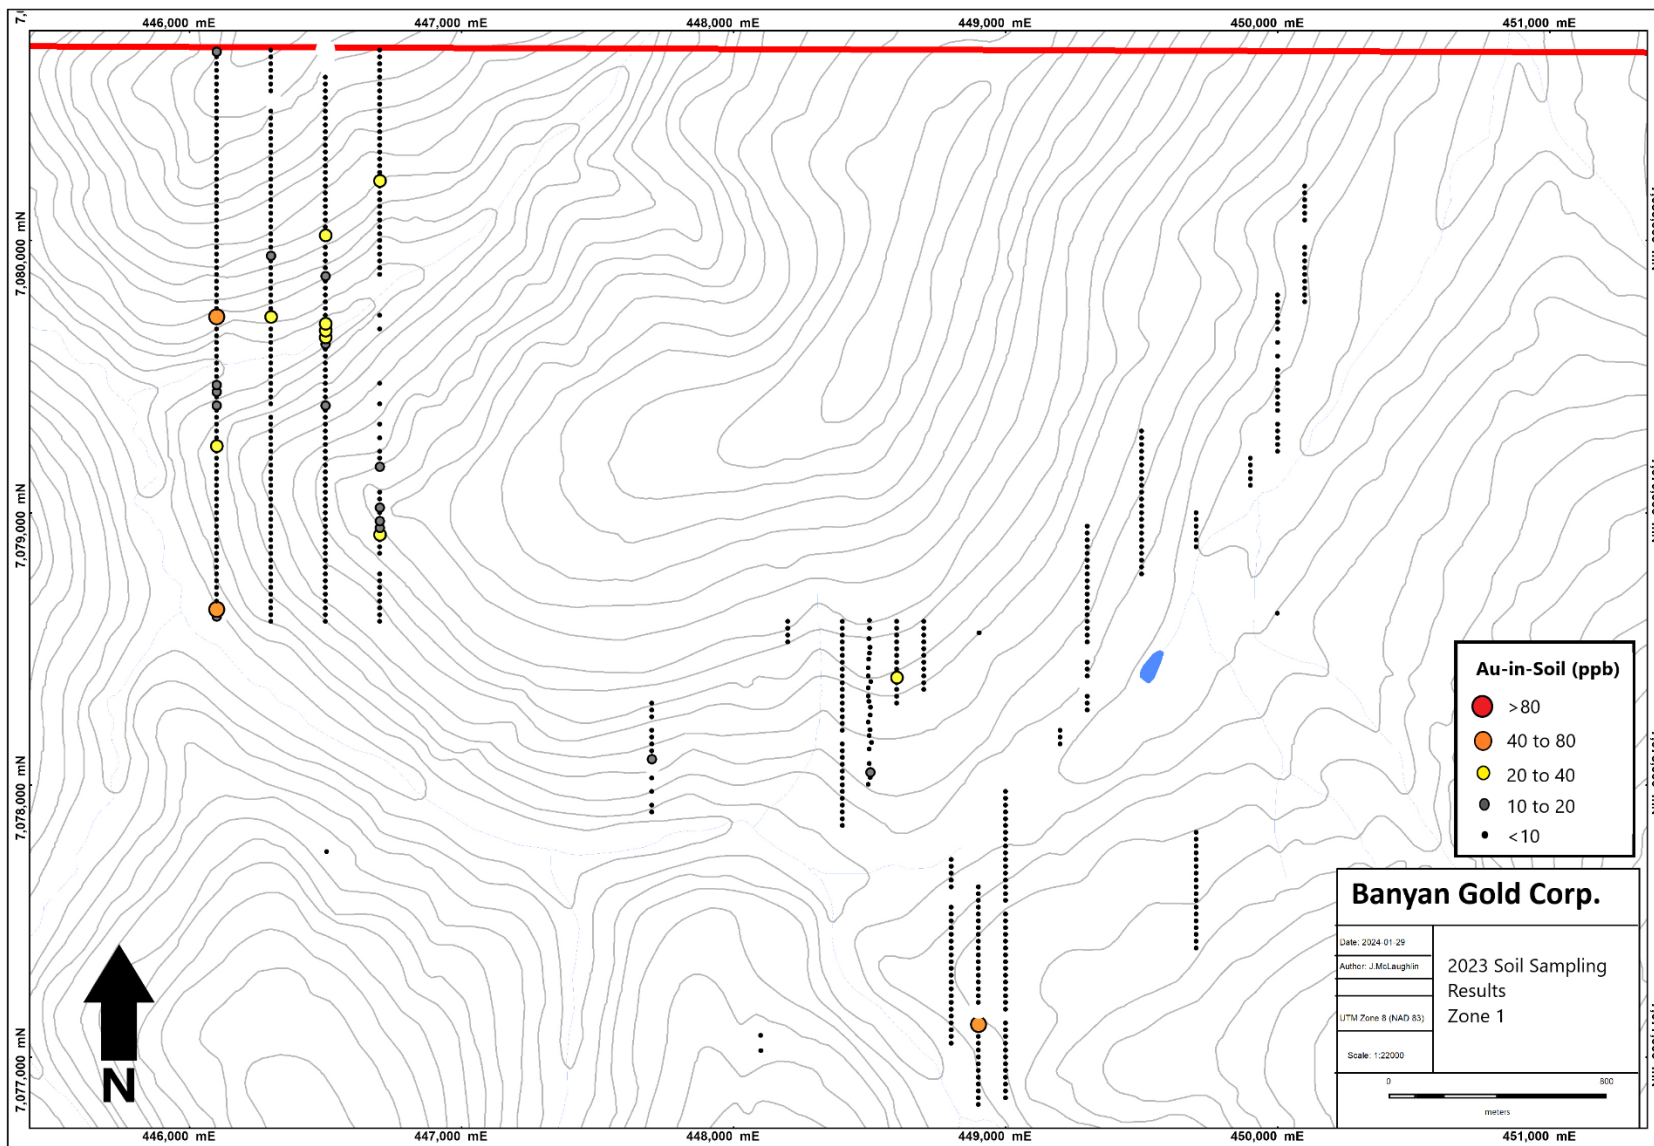 446,000 mE 447,000 mE 448,000 mE 449,000 mE 450,000 mE 451,000 mE
7,080,000 mN
7,079,000 mN
7,078,000 mN
7,077,000 mN
Au-in-Soil (ppb)
>80
40 to 80
20 to 40
10 to 20
<10
Banyan Gold Corp.
Date: 2024-01-29
Author: J.McLaughlin
UTM Zone 8 (NAD 83)
Scale: 1:22000
2023 Soil Sampling
Results
Zone 1
0 800
meters
N
446,000 mE 447,000 mE 448,000 mE 449,000 mE 450,000 mE 451,000 mE